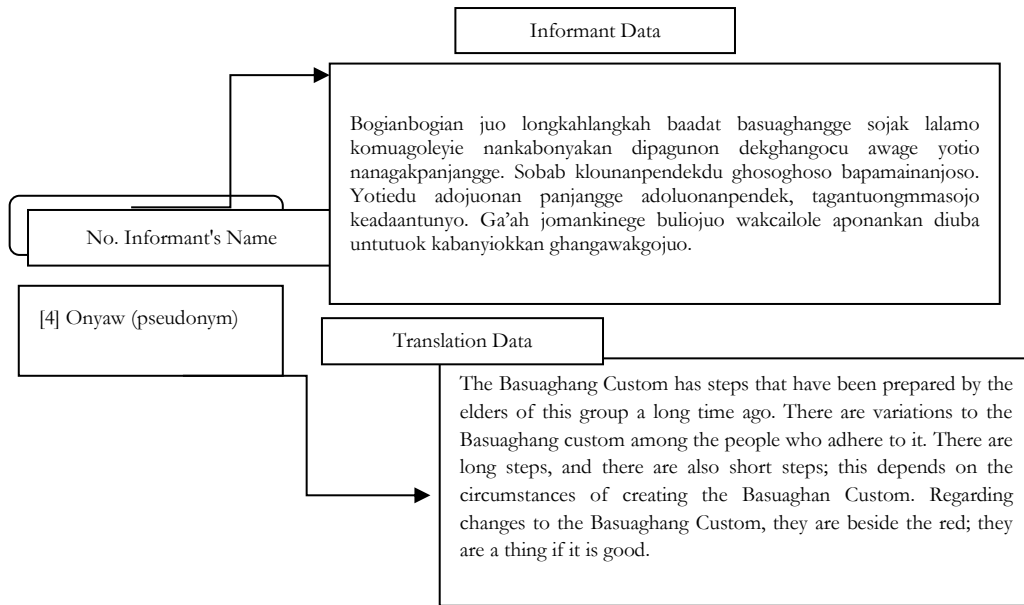 Informant Data
Bogianbogian juo longkahlangkah baadat basuaghangge sojak lalamo
komuagoleyie nankabonyakan dipagunon dekghangocu awage yotio
nanagakpanjangge. Sobab klounanpendekdu ghosoghoso bapamainanjoso.
Yotiedu adojuonan panjangge adoluonanpendek, tagantuongmmasojo
keadaantunyo. Ga’ah jomankinege buliojuo wakcailole aponankan diuba
untutuok kabanyiokkan ghangawakgojuo.
No. Informant's Name
[4] Onyaw (pseudonym)
Translation Data
The Basuaghang Custom has steps that have been prepared by the
elders of this group a long time ago. There are variations to the
Basuaghang custom among the people who adhere to it. There are
long steps, and there are also short steps; this depends on the
circumstances of creating the Basuaghan Custom. Regarding
changes to the Basuaghang Custom, they are beside the red; they
are a thing if it is good.